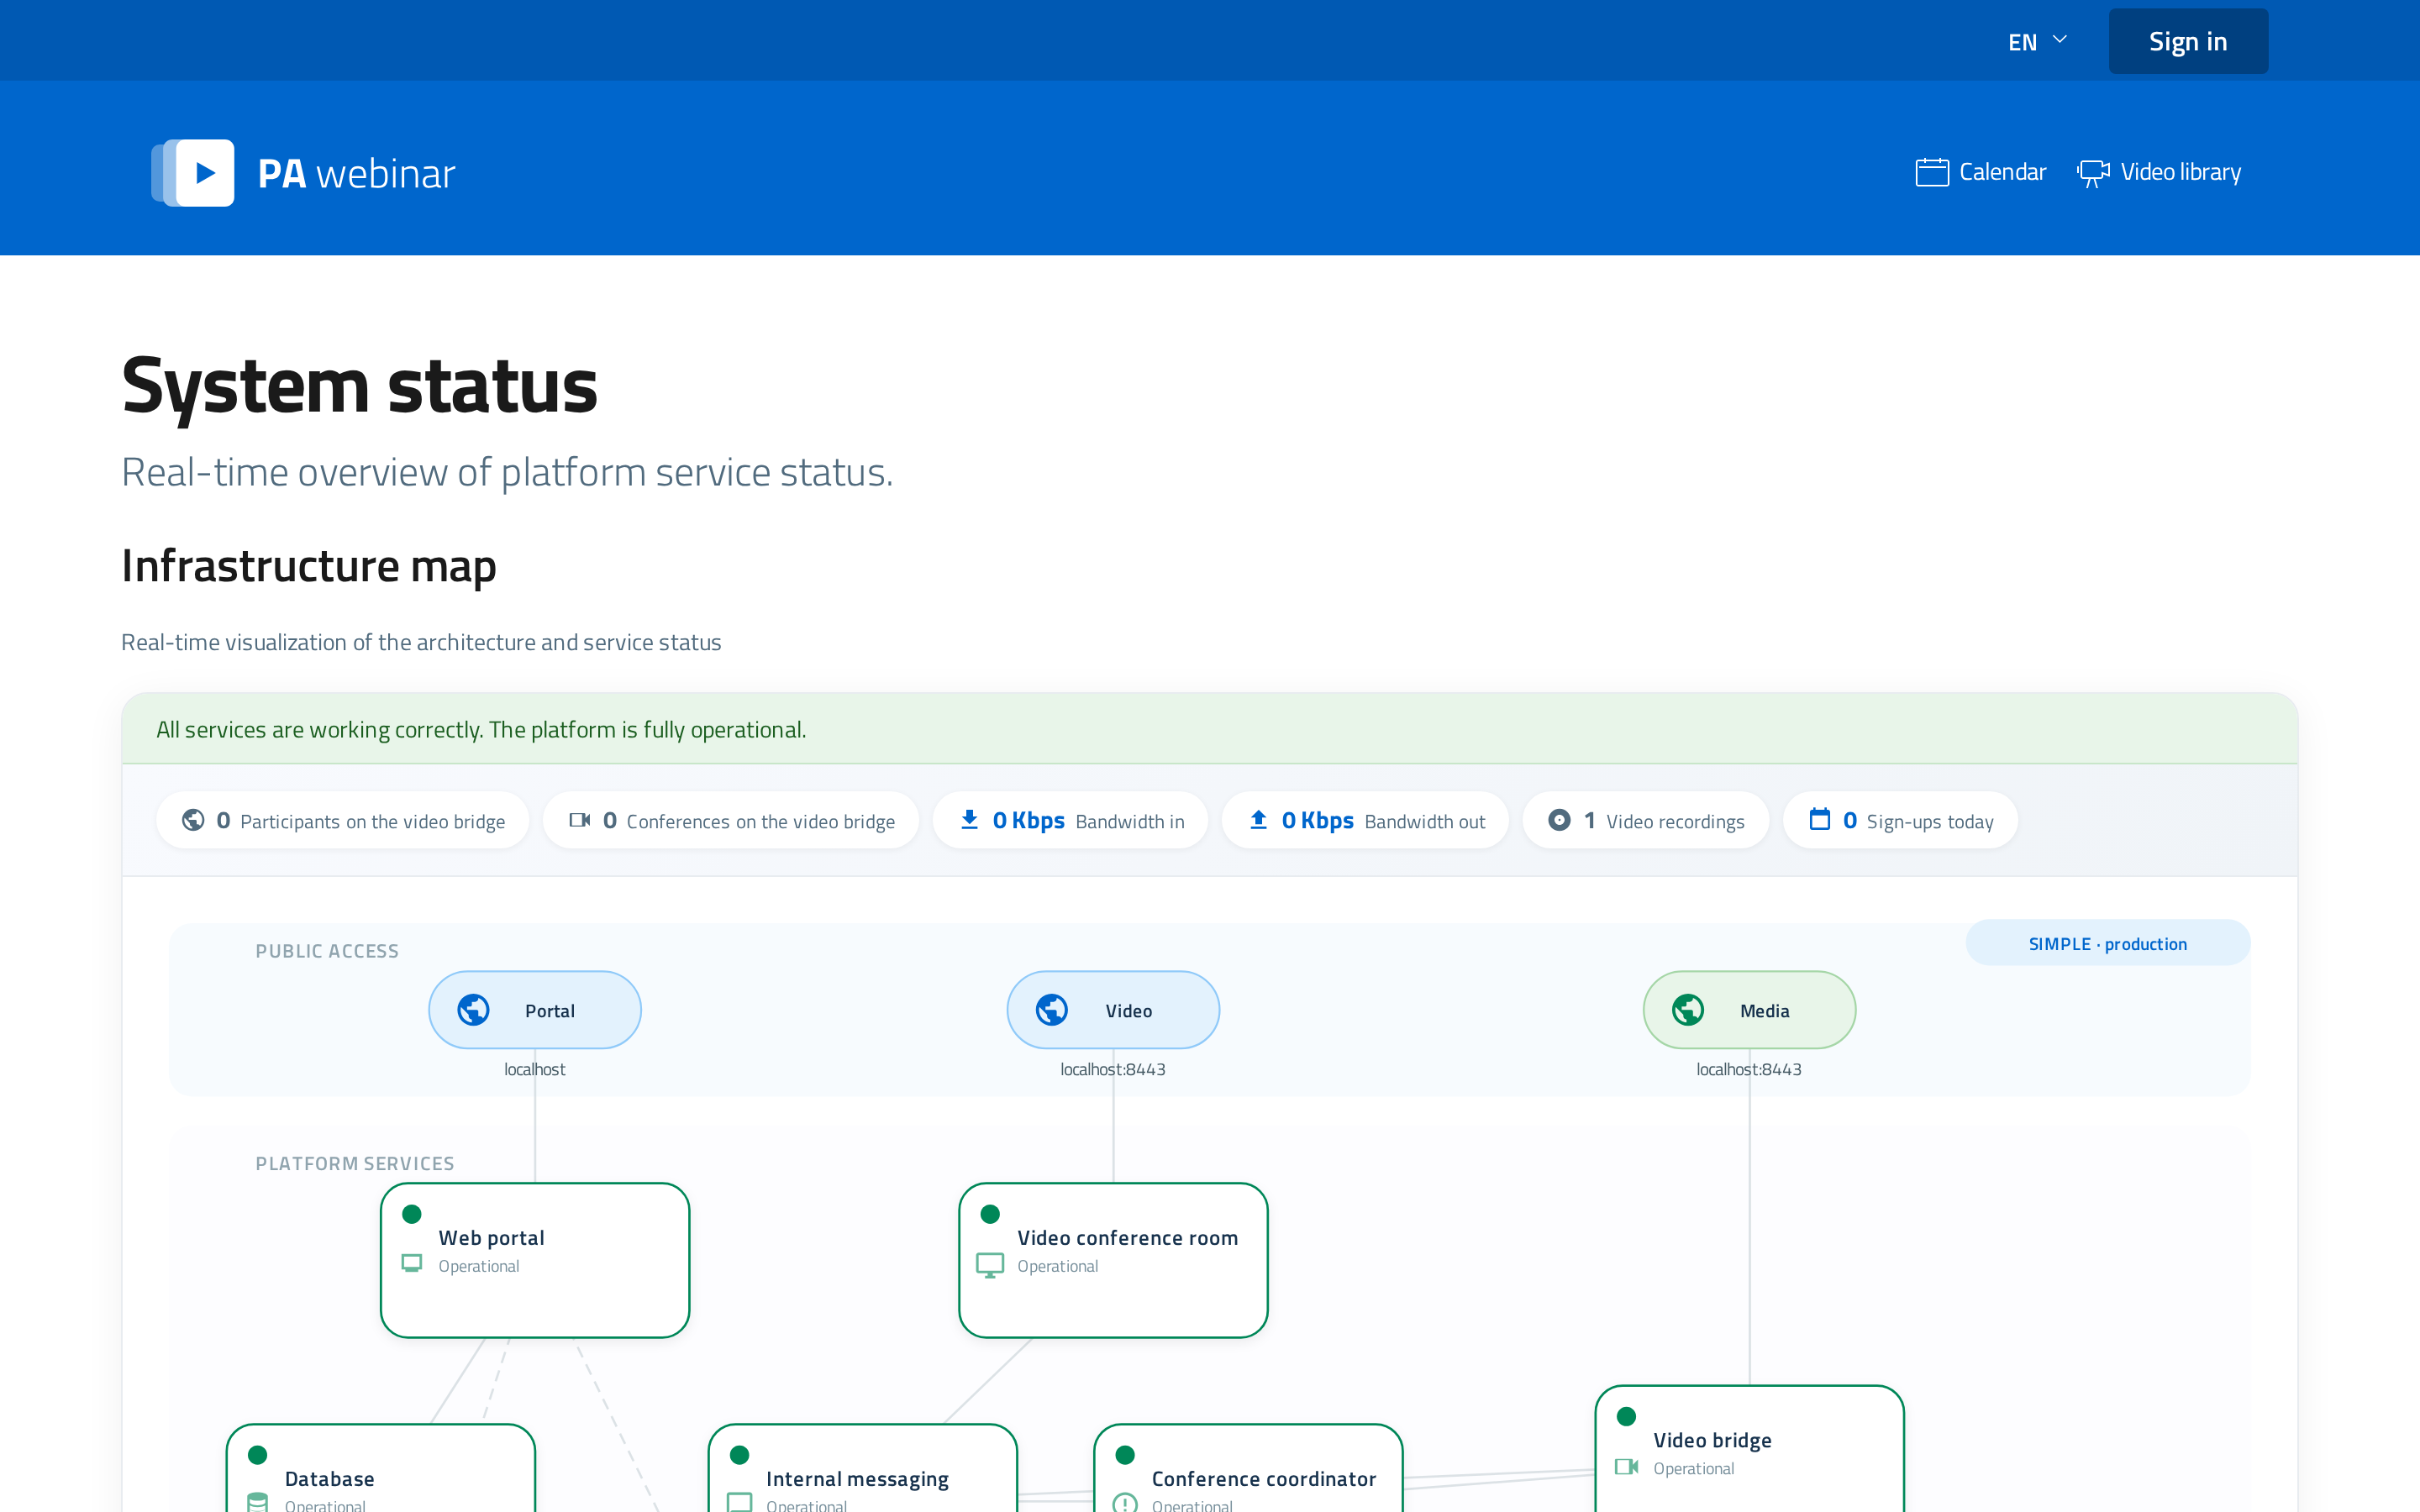 EN
Sign in
PA webinar
Calendar
Video library
System status
Real-time overview of platform service status.
Infrastructure map
Real-time visualization of the architecture and service status
All services are working correctly. The platform is fully operational.
0 Participants on the video bridge
0 Conferences on the video bridge
0 Kbps Bandwidth in
0 Kbps Bandwidth out
1 Video recordings
0 Sign-ups today
PUBLIC ACCESS
SIMPLE · production
Portal
Video
Media
localhost
localhost:8443
localhost:8443
PLATFORM SERVICES
Web portal
Operational
Video conference room
Operational
Video bridge
Operational
Database
Operational
Internal messaging
Operational
Conference coordinator
Operational